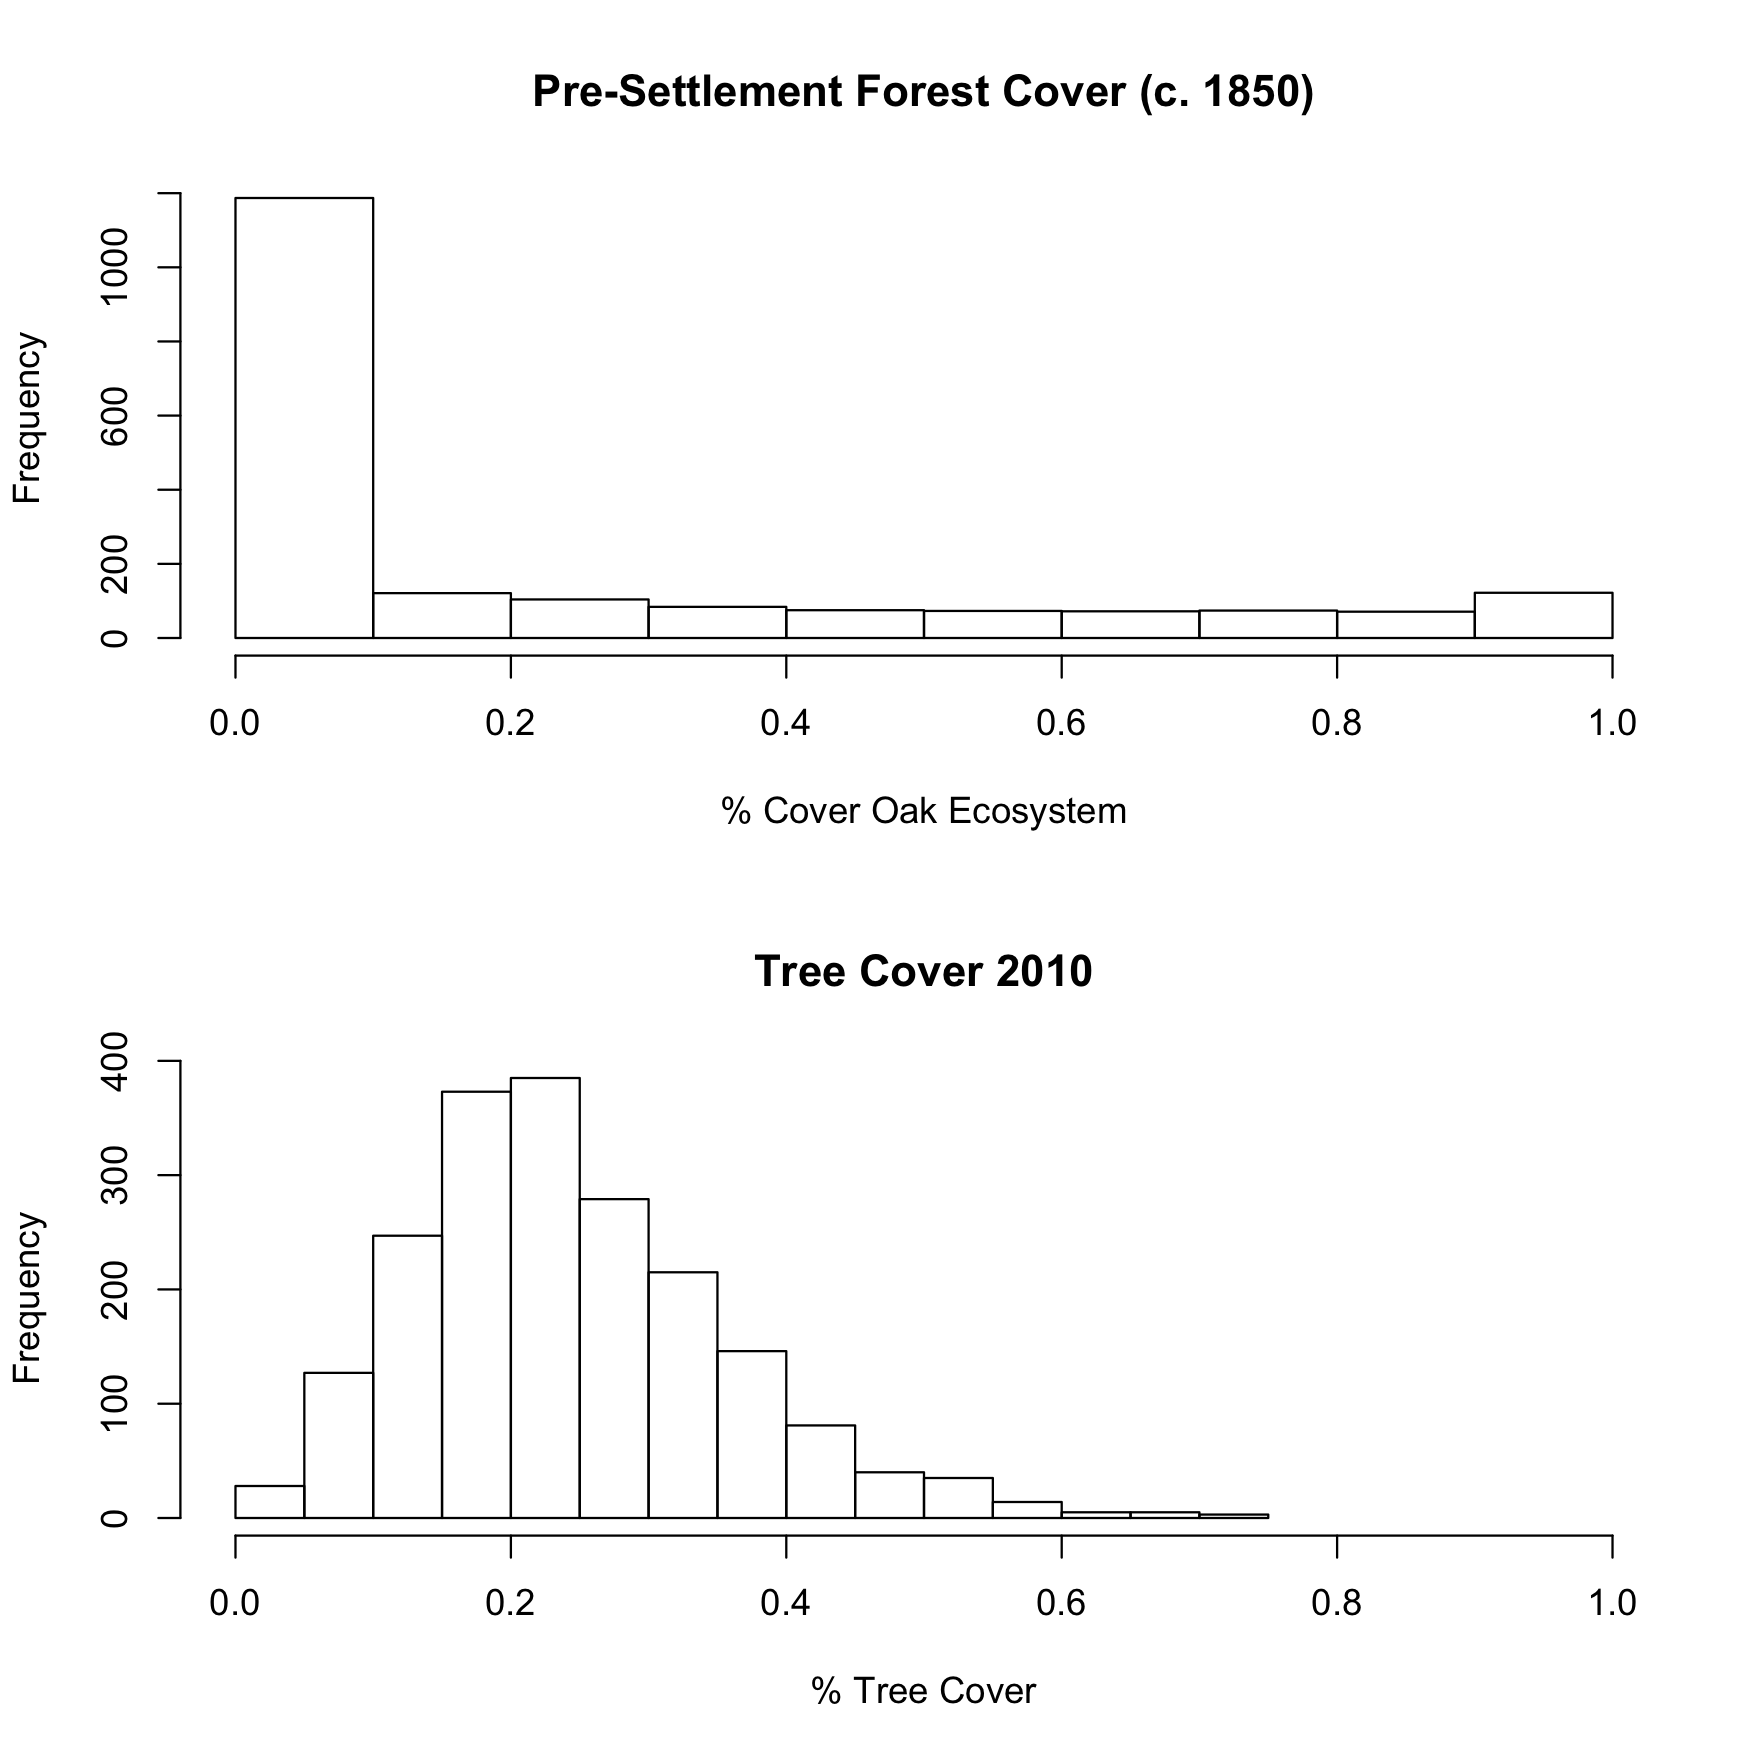 Pre-Settlement Forest Cover (c. 1850)
Frequency
1000
600
200
0
0.0 0.2 0.4 0.6 0.8 1.0
% Cover Oak Ecosystem
Tree Cover 2010
Frequency
400
300
200
100
0
0.0 0.2 0.4 0.6 0.8 1.0
% Tree Cover